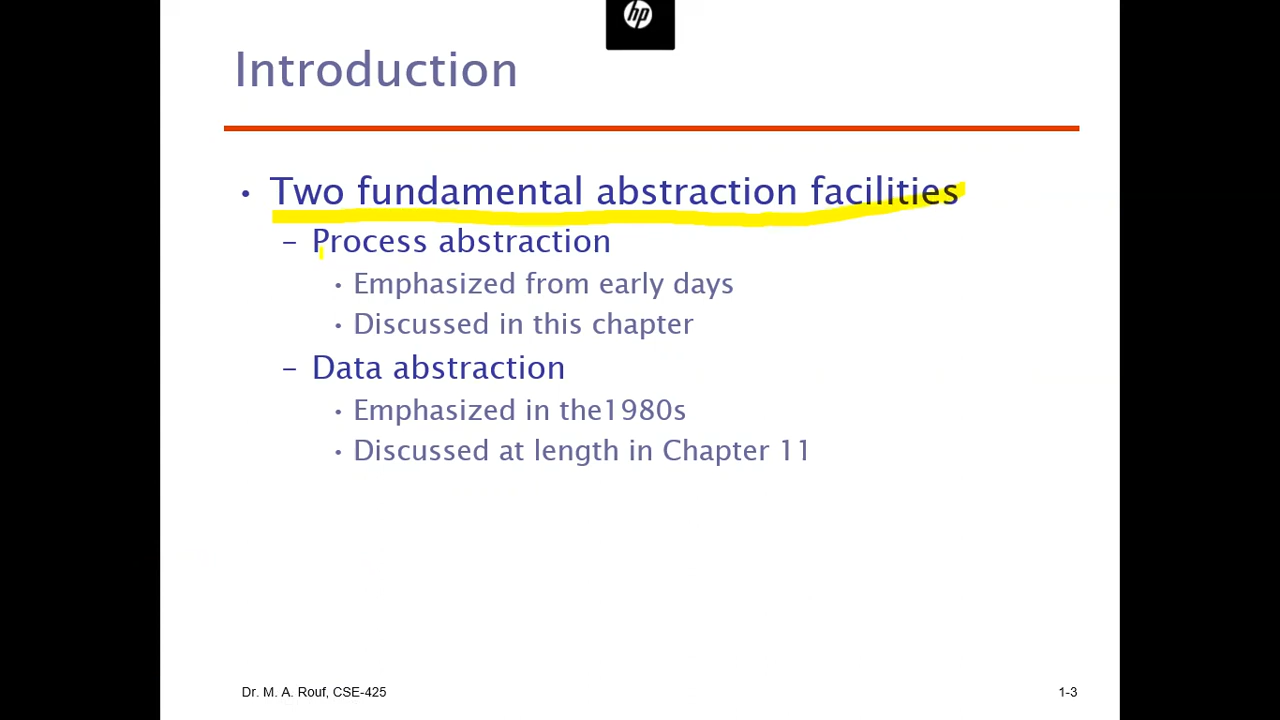 hp
Introduction
• Two fundamental abstraction facilities
– Process abstraction
• Emphasized from early days
• Discussed in this chapter
– Data abstraction
• Emphasized in the1980s
• Discussed at length in Chapter 11
Dr. M. A. Rouf, CSE-425
1-3